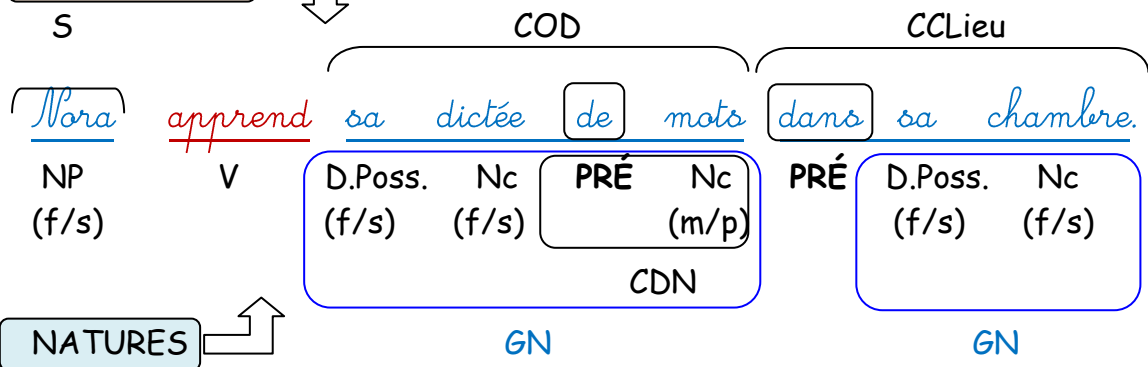 S COD CCLieu
Nora apprend sa dictée de mots dans sa chambre.
NP V D.Poss. Nc PRÉ Nc PRÉ D.Poss. Nc
(f/s) (f/s) (f/s) (m/p) (f/s) (f/s)
CDN
NATURES GN GN